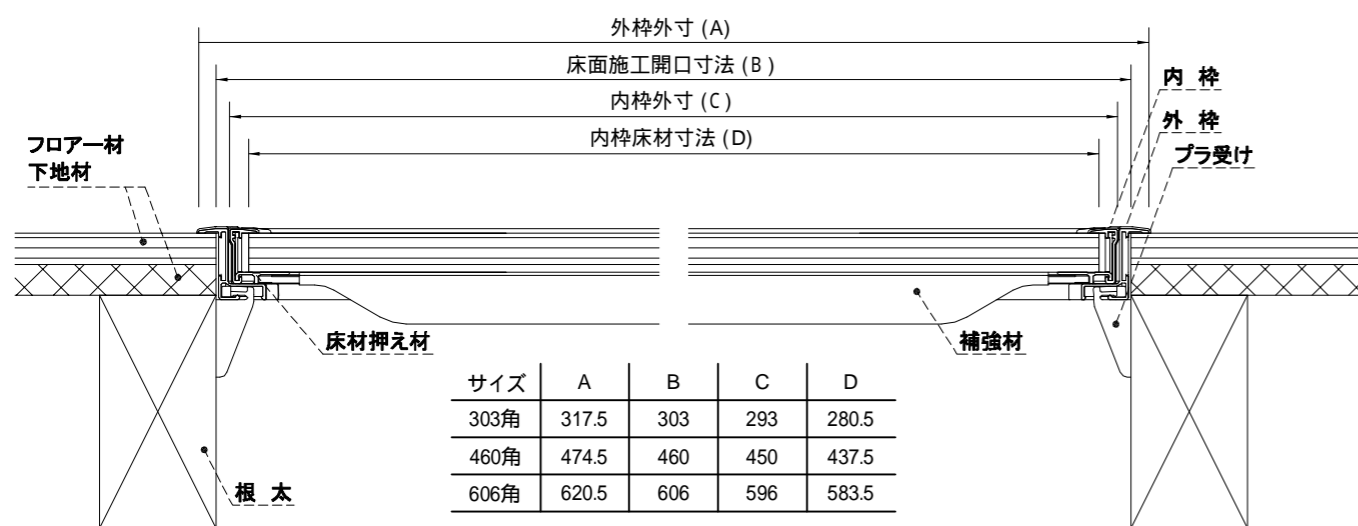 外枠外寸 (A)
床面施工開口寸法 (B)
内枠外寸 (C)
内枠床材寸法 (D)
内 枠
外 枠
プラ受け
フロアー材
下地材
床材押え材
補強材
根 太
サイズ A B C D
303角 317.5 303 293 280.5
460角 474.5 460 450 437.5
606角 620.5 606 596 583.5